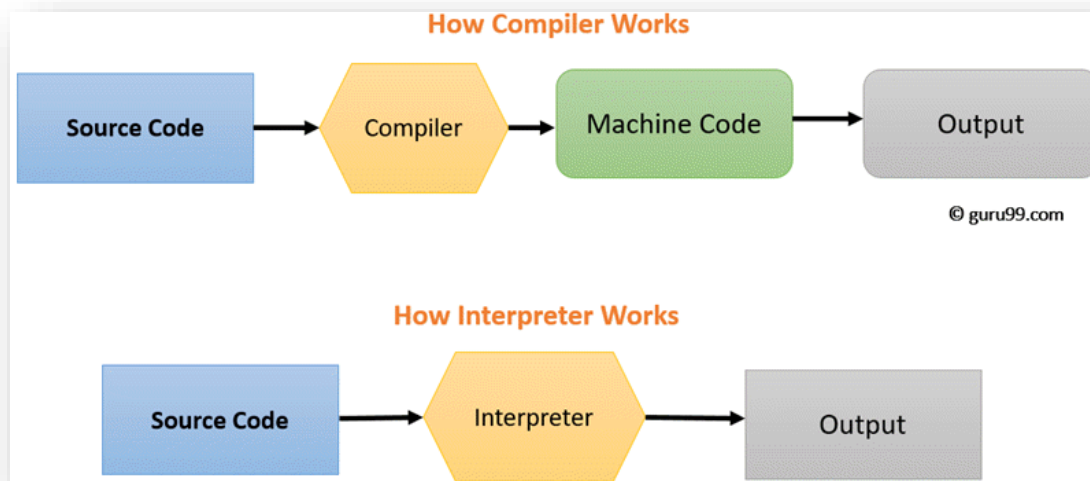 How Compiler Works
Source Code
Compiler
Machine Code
Output
© guru99.com
How Interpreter Works
Source Code
Interpreter
Output